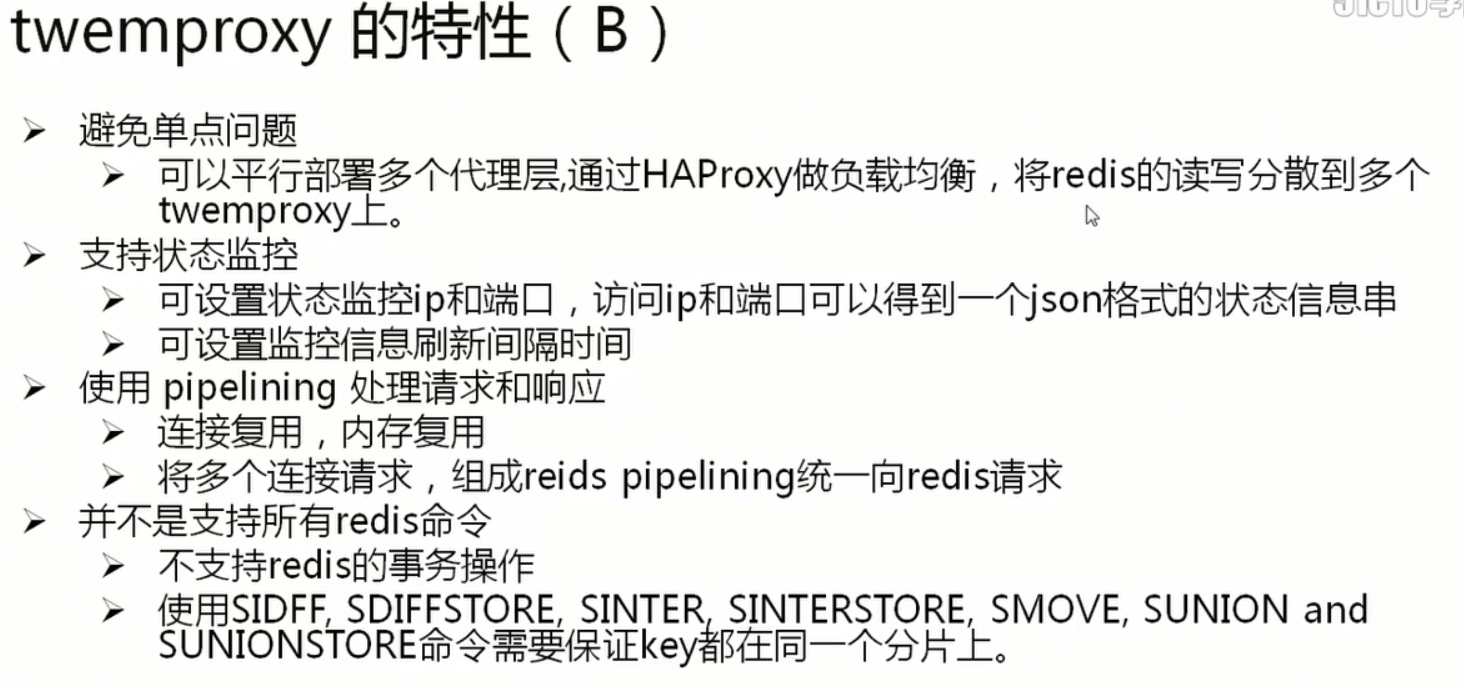 twemproxy 的特性（B）
➢ 避免单点问题
➢ 可以平行部署多个代理层,通过HAProxy做负载均衡，将redis的读写分散到多个
twemproxy上。
➢ 支持状态监控
➢ 可设置状态监控ip和端口，访问ip和端口可以得到一个json格式的状态信息串
➢ 可设置监控信息刷新间隔时间
➢ 使用 pipelining 处理请求和响应
➢ 连接复用，内存复用
➢ 将多个连接请求，组成reids pipelining统一向redis请求
➢ 并不是支持所有redis命令
➢ 不支持redis的事务操作
➢ 使用SIDFF, SDIFFSTORE, SINTER, SINTERSTORE, SMOVE, SUNION and
SUNIONSTORE命令需要保证key都在同一个分片上。